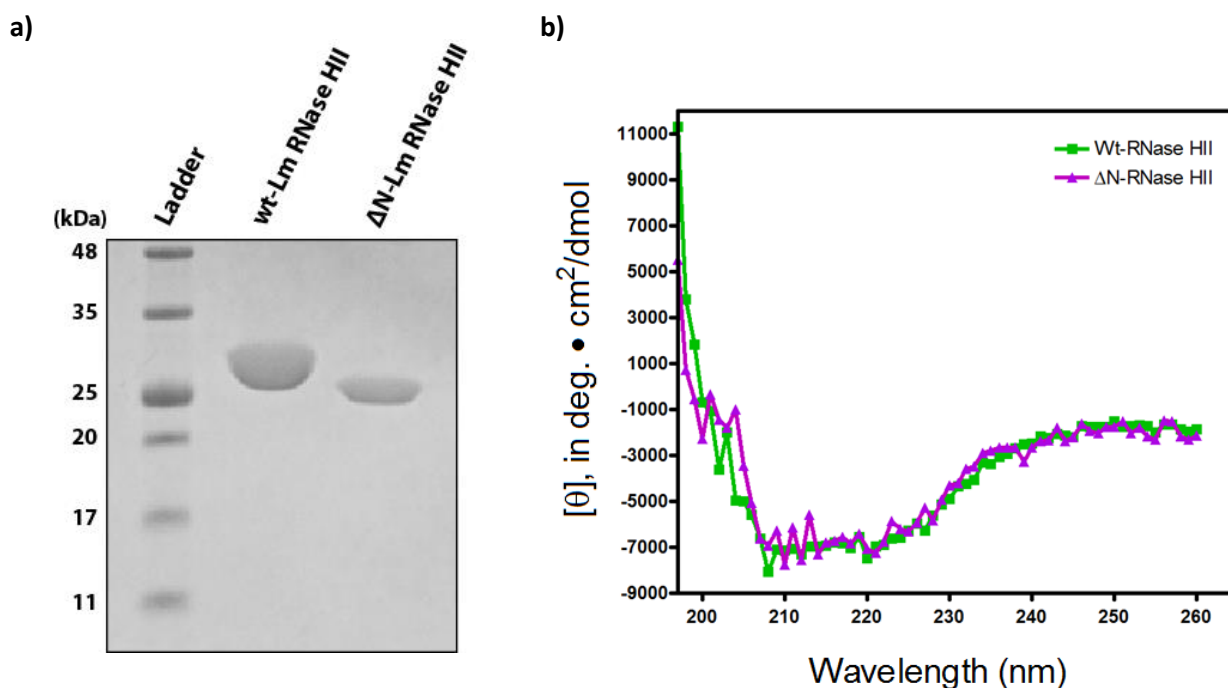 a)
(kDa)
Ladder
wt-Lm RNase HII
ΔN-Lm RNase HII
48
35
25
20
17
11
b)
[θ], in deg. • cm²/dmol
11000
9000
7000
5000
3000
1000
-1000
-3000
-5000
-7000
-9000
Wt-RNase HII
ΔN-RNase HII
200 210 220 230 240 250 260
Wavelength (nm)